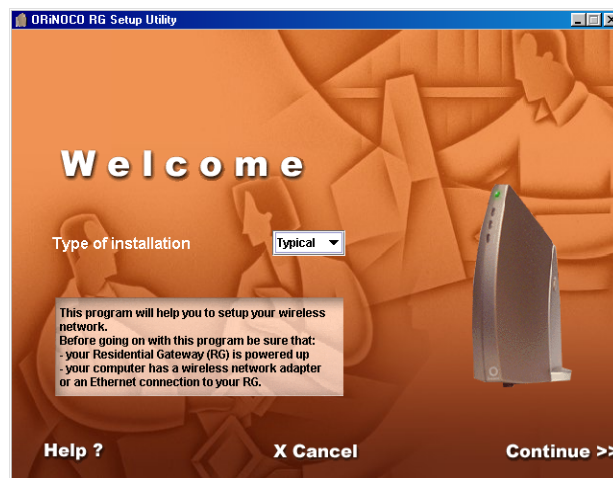 ORiNOCO RG Setup Utility
Welcome
Type of installation
Typical
This program will help you to setup your wireless
network.
Before going on with this program be sure that:
- your Residential Gateway (RG) is powered up
- your computer has a wireless network adapter
or an Ethernet connection to your RG.
Help ?
X Cancel
Continue >>